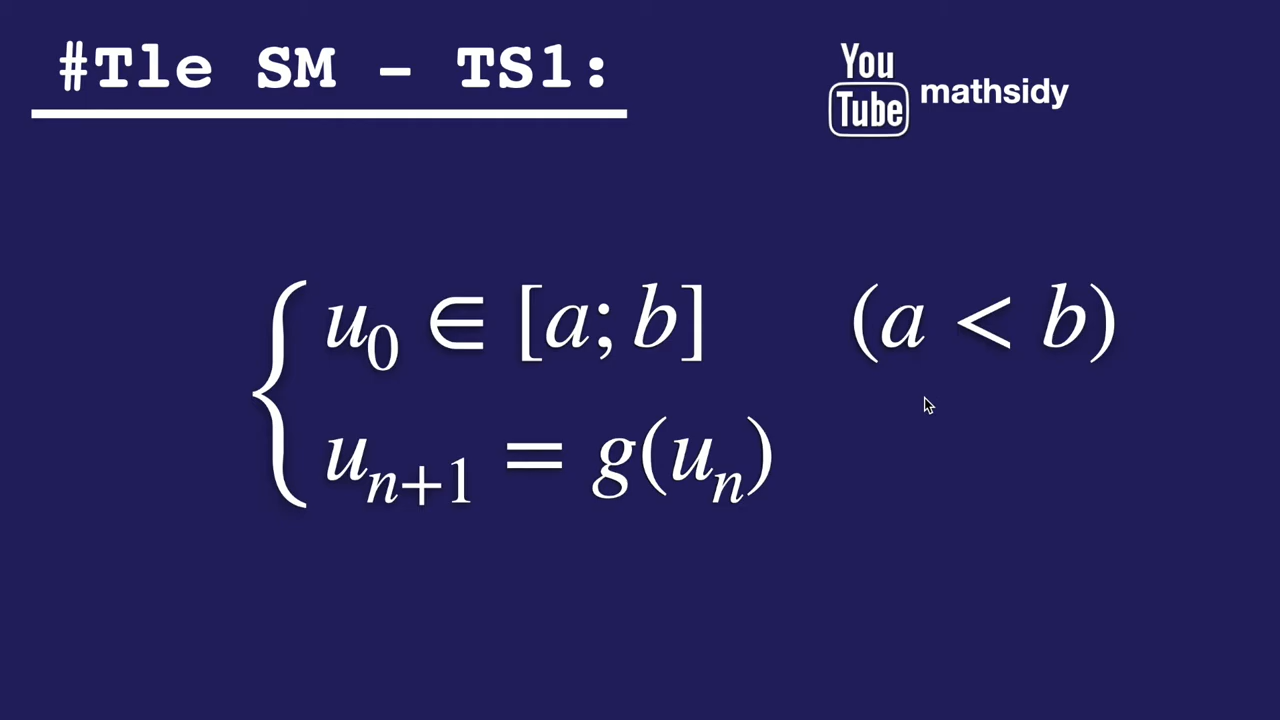 #Tle SM - TS1:
You
Tube mathsidy
u₀ ∈ [a; b] (a < b)
uₙ₊₁ = g(uₙ)